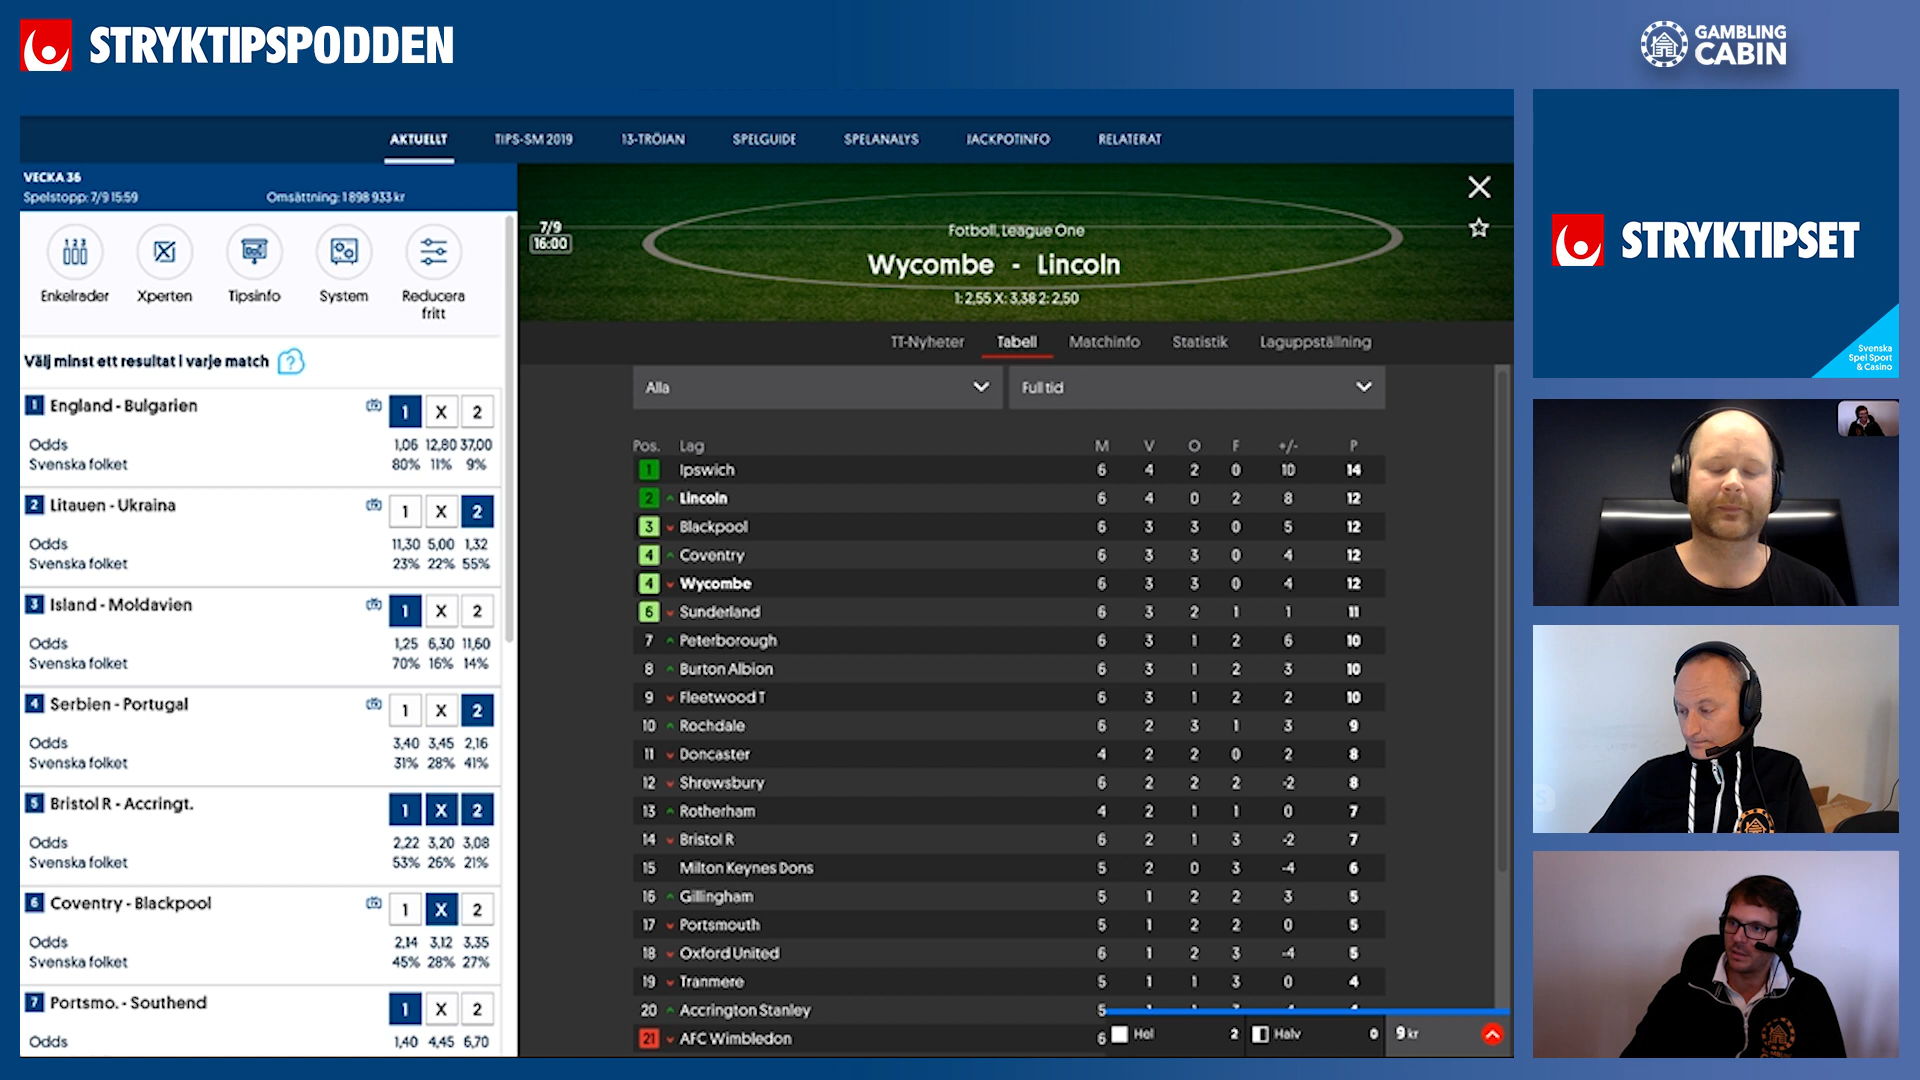 STRYKTIPSPODDEN
GAMBLING
CABIN
AKTUELLT TIPS-SM 2019 13-TRÖJAN SPELGUIDE SPELANALYS JACKPOTINFO RELATERAT
VECKA 36
Spelstopp: 7/9 15:59 Omsättning: 1 898 933 kr
Enkelrader Xperten Tipsinfo System Reducera
fritt
Välj minst ett resultat i varje match ?
1 England - Bulgarien 1 X 2
Odds 1,06 12,80 37,00
Svenska folket 80% 11% 9%
2 Litauen - Ukraina 1 X 2
Odds 11,30 5,00 1,32
Svenska folket 23% 22% 55%
3 Island - Moldavien 1 X 2
Odds 1,25 6,30 11,60
Svenska folket 70% 16% 14%
4 Serbien - Portugal 1 X 2
Odds 3,40 3,45 2,16
Svenska folket 31% 28% 41%
5 Bristol R - Accringt. 1 X 2
Odds 2,22 3,20 3,08
Svenska folket 53% 26% 21%
6 Coventry - Blackpool 1 X 2
Odds 2,14 3,12 3,35
Svenska folket 45% 28% 27%
7 Portsmo. - Southend 1 X 2
Odds 1,40 4,45 6,70
7/9
16:00
Fotboll, League One
Wycombe - Lincoln
1: 2,55 X: 3,38 2: 2,50
TT-Nyheter Tabell Matchinfo Statistik Laguppställning
Alla Full tid
Pos. Lag M V O F +/- P
1 Ipswich 6 4 2 0 10 14
2 Lincoln 6 4 0 2 8 12
3 Blackpool 6 3 3 0 5 12
4 Coventry 6 3 3 0 4 12
4 Wycombe 6 3 3 0 4 12
6 Sunderland 6 3 2 1 1 11
7 Peterborough 6 3 1 2 6 10
8 Burton Albion 6 3 1 2 3 10
9 Fleetwood T 6 3 1 2 2 10
10 Rochdale 6 2 3 1 3 9
11 Doncaster 4 2 2 0 2 8
12 Shrewsbury 6 2 2 2 -2 8
13 Rotherham 4 2 1 1 0 7
14 Bristol R 6 2 1 3 -2 7
15 Milton Keynes Dons 5 2 0 3 -4 6
16 Gillingham 5 1 2 2 3 5
17 Portsmouth 5 1 2 2 0 5
18 Oxford United 6 1 2 3 -4 5
19 Tranmere 5 1 1 3 0 4
20 Accrington Stanley 5
21 AFC Wimbledon 6
Hel 2 Halv 0 9 kr
STRYKTIPSET
Svenska
Spel Sport
& Casino